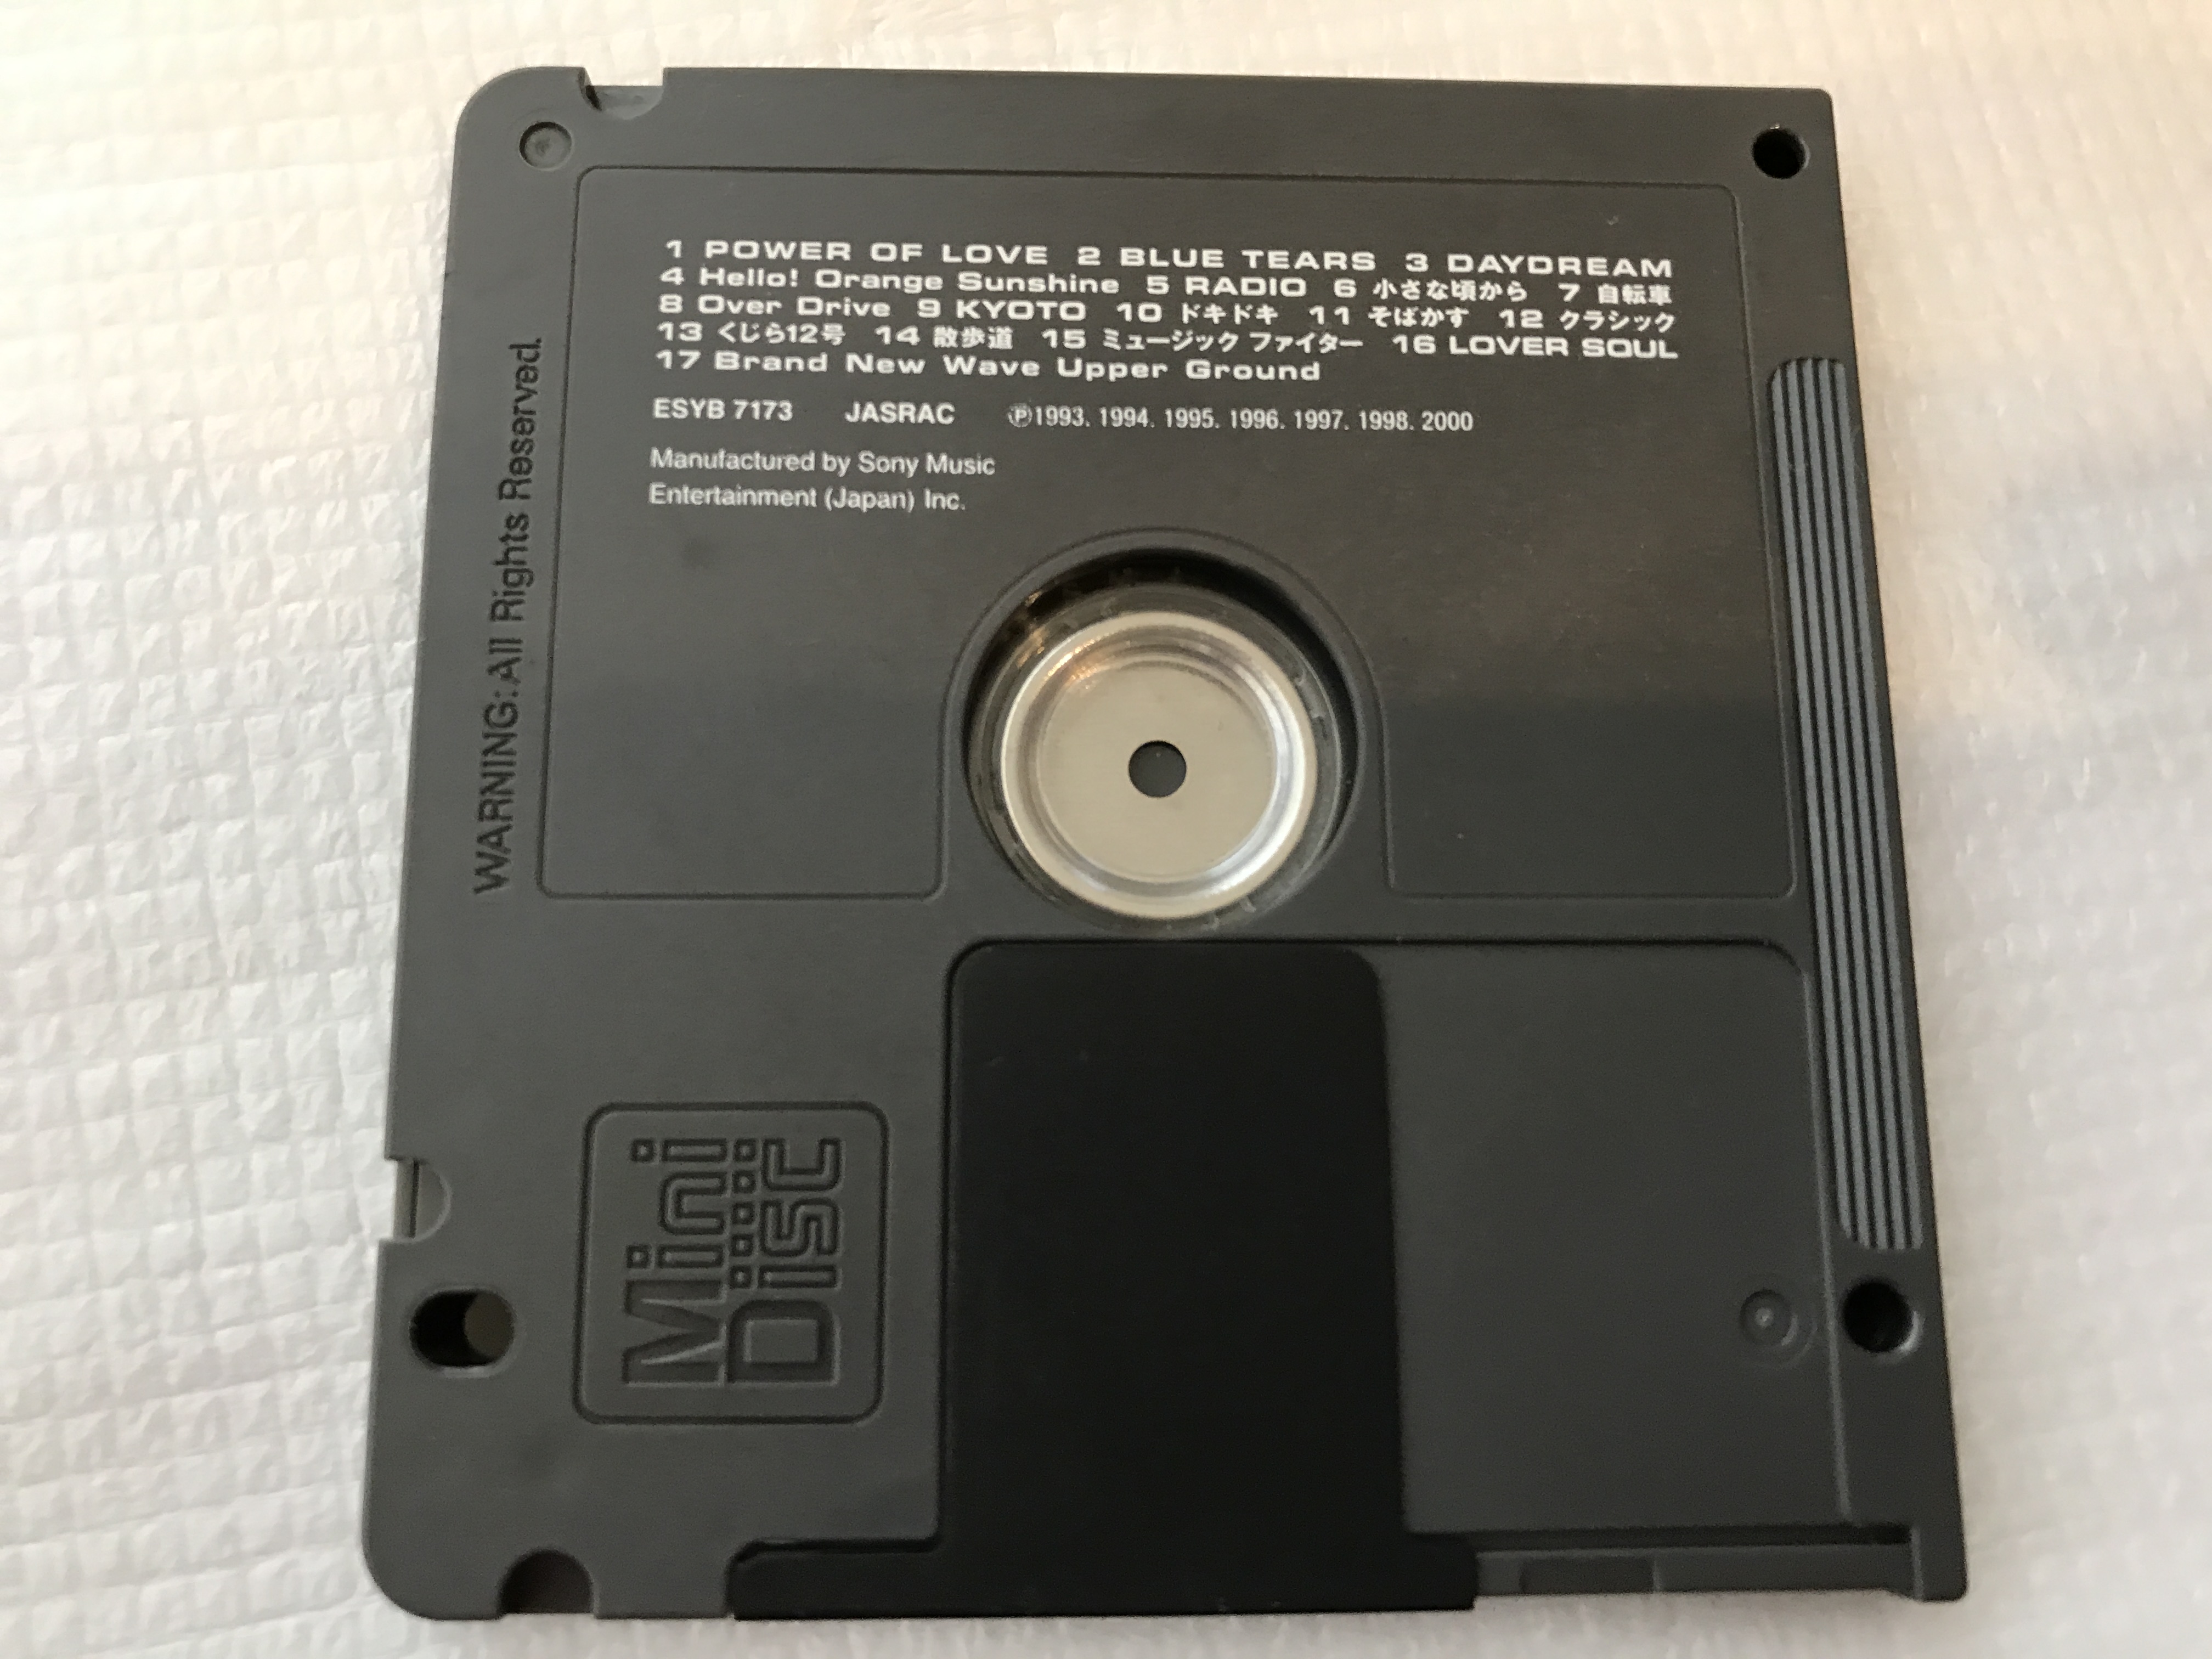 1 POWER OF LOVE 2 BLUE TEARS 3 DAYDREAM
4 Hello! Orange Sunshine 5 RADIO 6 小さな頃から 7 自転車
8 Over Drive 9 KYOTO 10 ドキドキ 11 そばかす 12 クラシック
13 くじら12号 14 散歩道 15 ミュージック ファイター 16 LOVER SOUL
17 Brand New Wave Upper Ground
ESYB 7173 JASRAC Ⓟ1993. 1994. 1995. 1996. 1997. 1998. 2000
Manufactured by Sony Music
Entertainment (Japan) Inc.
WARNING: All Rights Reserved.
Mini
Disc